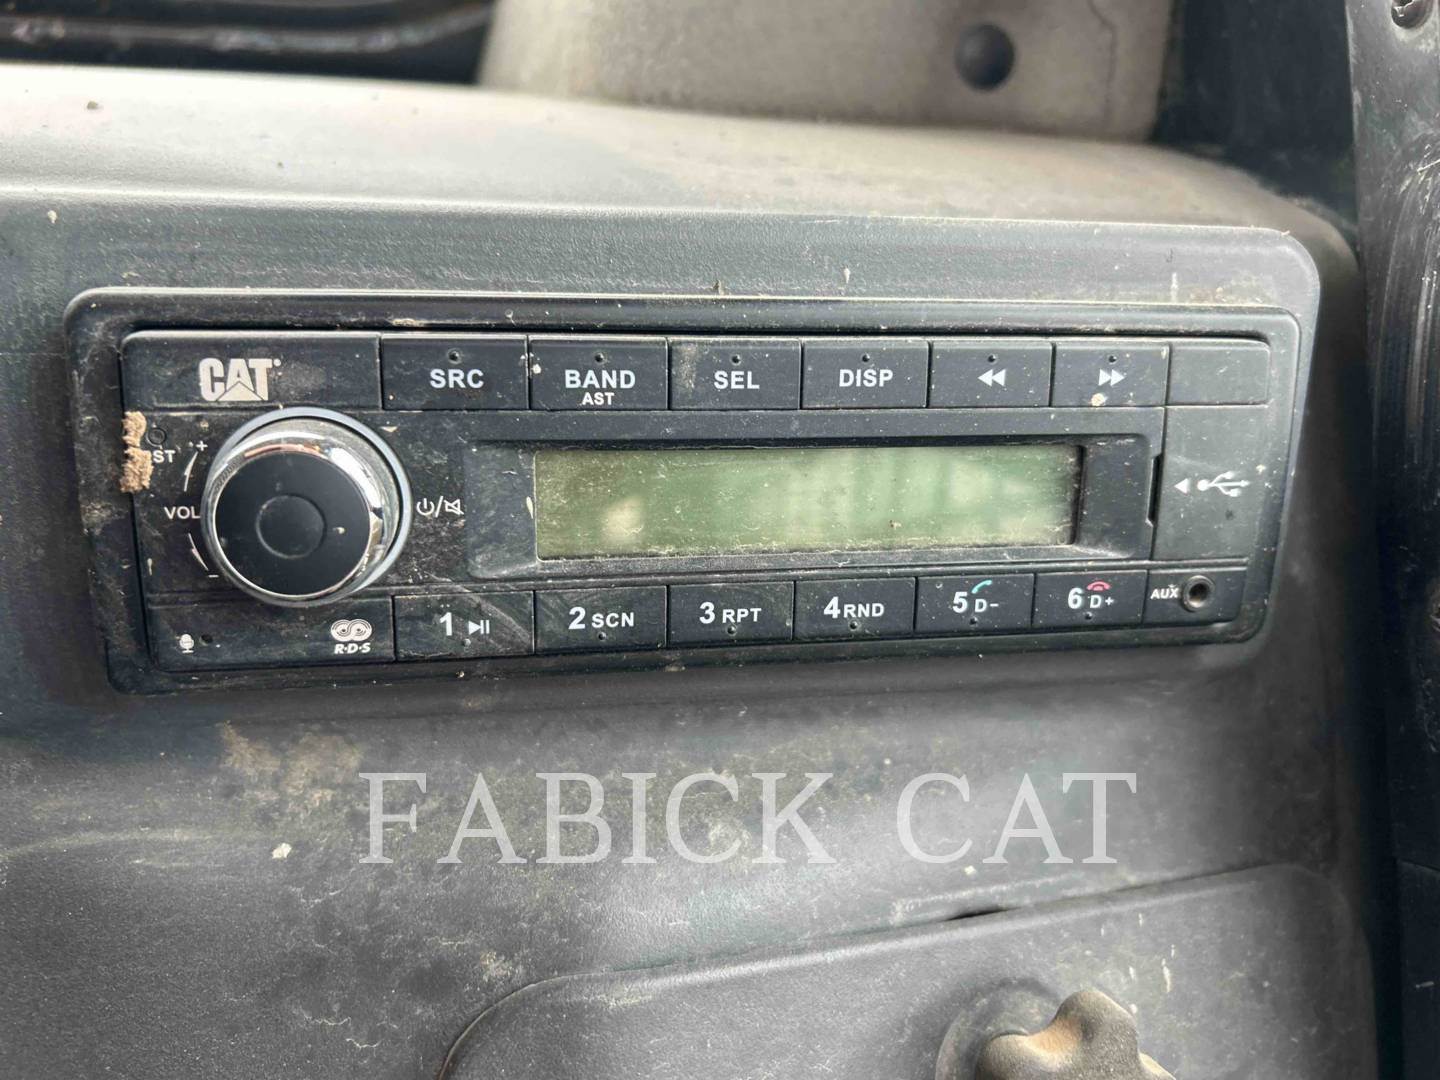 CAT
SRC
BAND
AST
SEL
DISP
VOL
+
-
1
2 SCN
3 RPT
4 RND
5 D-
6 D+
AUX
R·D·S
FABICK CAT